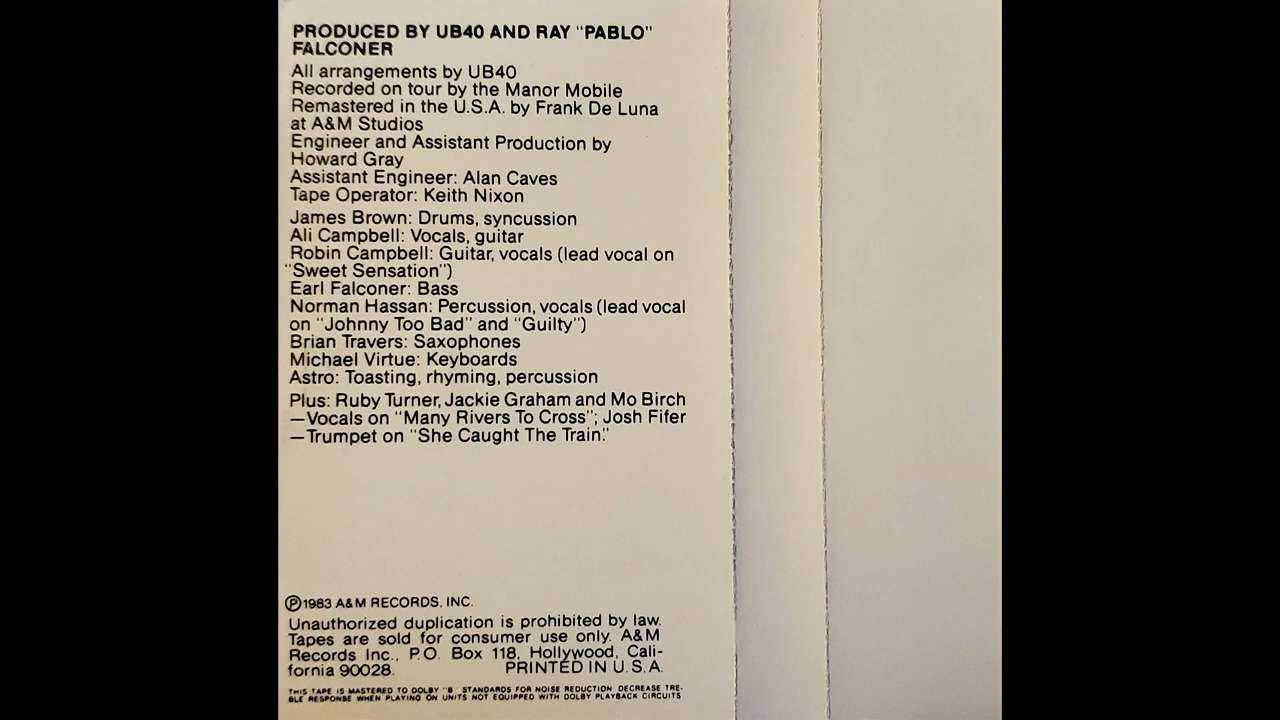 PRODUCED BY UB40 AND RAY "PABLO"
FALCONER
All arrangements by UB40
Recorded on tour by the Manor Mobile
Remastered in the U.S.A. by Frank De Luna
at A&M Studios
Engineer and Assistant Production by
Howard Gray
Assistant Engineer: Alan Caves
Tape Operator: Keith Nixon
James Brown: Drums, syncussion
Ali Campbell: Vocals, guitar
Robin Campbell: Guitar, vocals (lead vocal on
"Sweet Sensation")
Earl Falconer: Bass
Norman Hassan: Percussion, vocals (lead vocal
on "Johnny Too Bad" and "Guilty")
Brian Travers: Saxophones
Michael Virtue: Keyboards
Astro: Toasting, rhyming, percussion
Plus: Ruby Turner, Jackie Graham and Mo Birch
—Vocals on "Many Rivers To Cross"; Josh Fifer
—Trumpet on "She Caught The Train."
Ⓟ1983 A&M RECORDS, INC.
Unauthorized duplication is prohibited by law.
Tapes are sold for consumer use only. A&M
Records Inc., P.O. Box 118, Hollywood, Cali-
fornia 90028. PRINTED IN U.S.A.
THIS TAPE IS MASTERED TO DOLBY "B" STANDARDS FOR NOISE REDUCTION DECREASE TRE-
BLE RESPONSE WHEN PLAYING ON UNITS NOT EQUIPPED WITH DOLBY PLAYBACK CIRCUITS